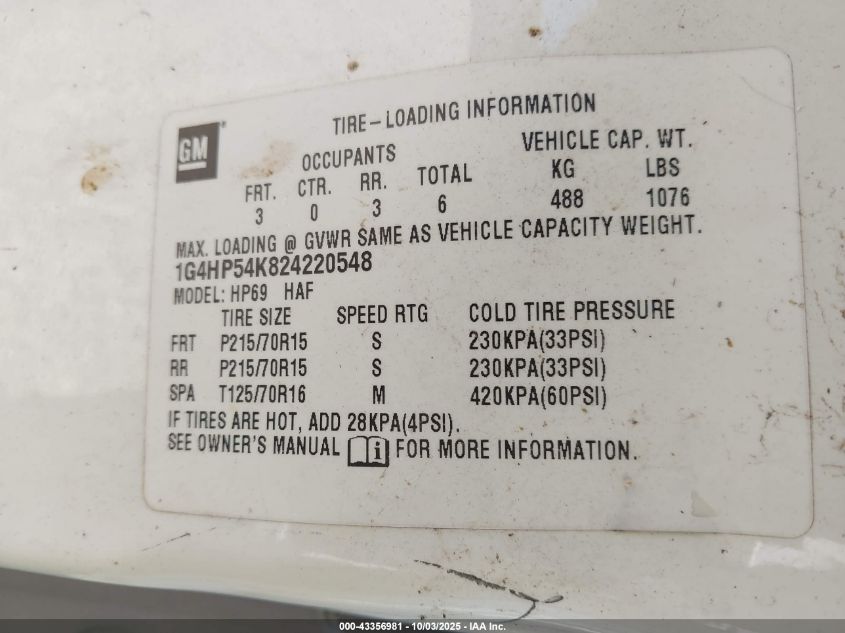 GM
TIRE-LOADING INFORMATION
OCCUPANTS VEHICLE CAP. WT.
FRT. CTR. RR. TOTAL KG LBS
3 0 3 6 488 1076
MAX. LOADING @ GVWR SAME AS VEHICLE CAPACITY WEIGHT.
1G4HP54K824220548
MODEL: HP69 HAF
TIRE SIZE SPEED RTG COLD TIRE PRESSURE
FRT P215/70R15 S 230KPA(33PSI)
RR P215/70R15 S 230KPA(33PSI)
SPA T125/70R16 M 420KPA(60PSI)
IF TIRES ARE HOT, ADD 28KPA(4PSI).
SEE OWNER'S MANUAL i FOR MORE INFORMATION.
000-43356981 - 10/03/2025 - IAA Inc.